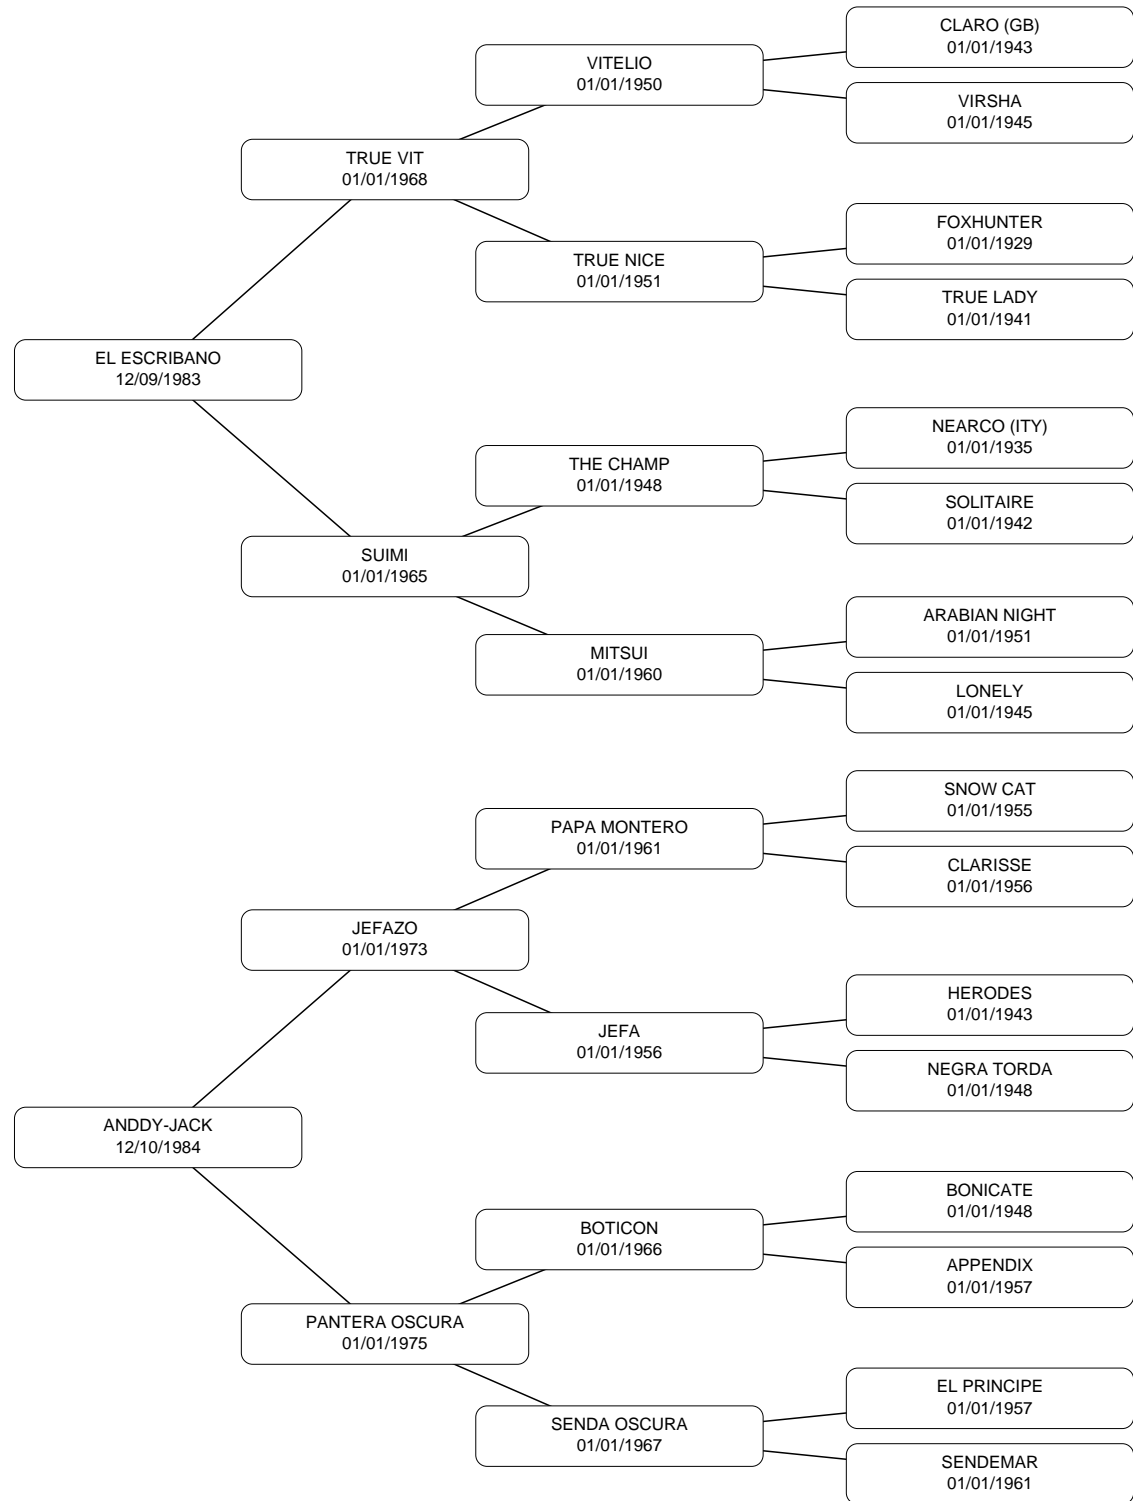 CLARO (GB)
01/01/1943
VITELIO
01/01/1950
VIRSHA
01/01/1945
TRUE VIT
01/01/1968
FOXHUNTER
01/01/1929
TRUE NICE
01/01/1951
TRUE LADY
01/01/1941
EL ESCRIBANO
12/09/1983
NEARCO (ITY)
01/01/1935
THE CHAMP
01/01/1948
SOLITAIRE
01/01/1942
SUIMI
01/01/1965
ARABIAN NIGHT
01/01/1951
MITSUI
01/01/1960
LONELY
01/01/1945
SNOW CAT
01/01/1955
PAPA MONTERO
01/01/1961
CLARISSE
01/01/1956
JEFAZO
01/01/1973
HERODES
01/01/1943
JEFA
01/01/1956
NEGRA TORDA
01/01/1948
ANDDY-JACK
12/10/1984
BONICATE
01/01/1948
BOTICON
01/01/1966
APPENDIX
01/01/1957
PANTERA OSCURA
01/01/1975
EL PRINCIPE
01/01/1957
SENDA OSCURA
01/01/1967
SENDEMAR
01/01/1961